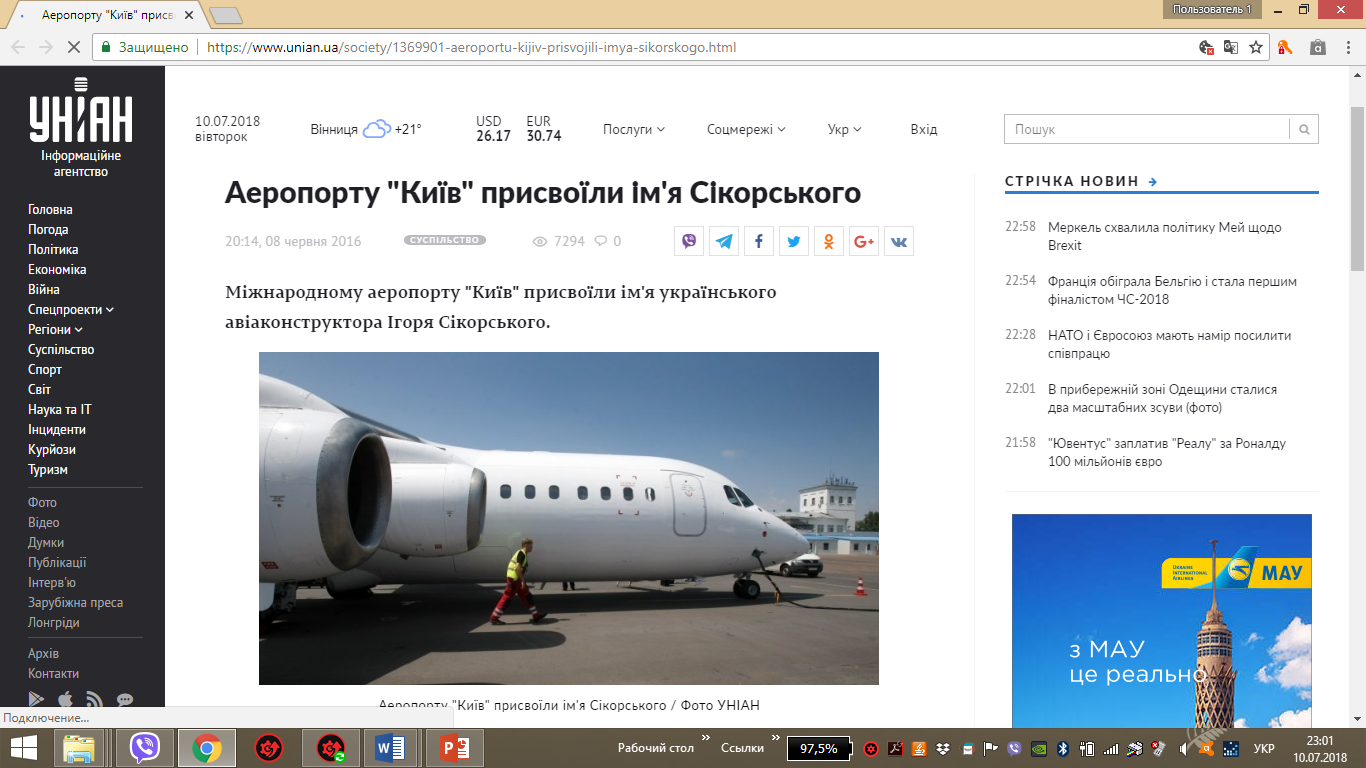 Аеропорту "Київ" присв
Пользователь 1
Защищено
https://www.unian.ua/society/1369901-aeroportu-kijiv-prisvojili-imya-sikorskogo.html
УНІАН
Інформаційне
агентство
Головна
Погода
Політика
Економіка
Війна
Спецпроекти
Регіони
Суспільство
Спорт
Світ
Наука та IT
Інциденти
Курйози
Туризм
Фото
Відео
Думки
Публікації
Інтерв'ю
Зарубіжна преса
Лонгріди
Архів
Контакти
10.07.2018
вівторок
Вінниця +21°
USD
26.17
EUR
30.74
Послуги
Соцмережі
Укр
Вхід
Пошук
Аеропорту "Київ" присвоїли ім'я Сікорського
20:14, 08 червня 2016
СУСПІЛЬСТВО
7294
0
Міжнародному аеропорту "Київ" присвоїли ім'я українського
авіаконструктора Ігоря Сікорського.
Аеропорту "Київ" присвоїли ім'я Сікорського / Фото УНІАН
СТРІЧКА НОВИН
22:58 Меркель схвалила політику Мей щодо
Brexit
22:54 Франція обіграла Бельгію і стала першим
фіналістом ЧС-2018
22:28 НАТО і Євросоюз мають намір посилити
співпрацю
22:01 В прибережній зоні Одещини сталися
два масштабних зсуви (фото)
21:58 "Ювентус" заплатив "Реалу" за Роналду
100 мільйонів євро
UKRAINE
INTERNATIONAL
AIRLINES
МАУ
з МАУ
це реально
Подключение...
Рабочий стол
Ссылки
97,5%
УКР
23:01
10.07.2018